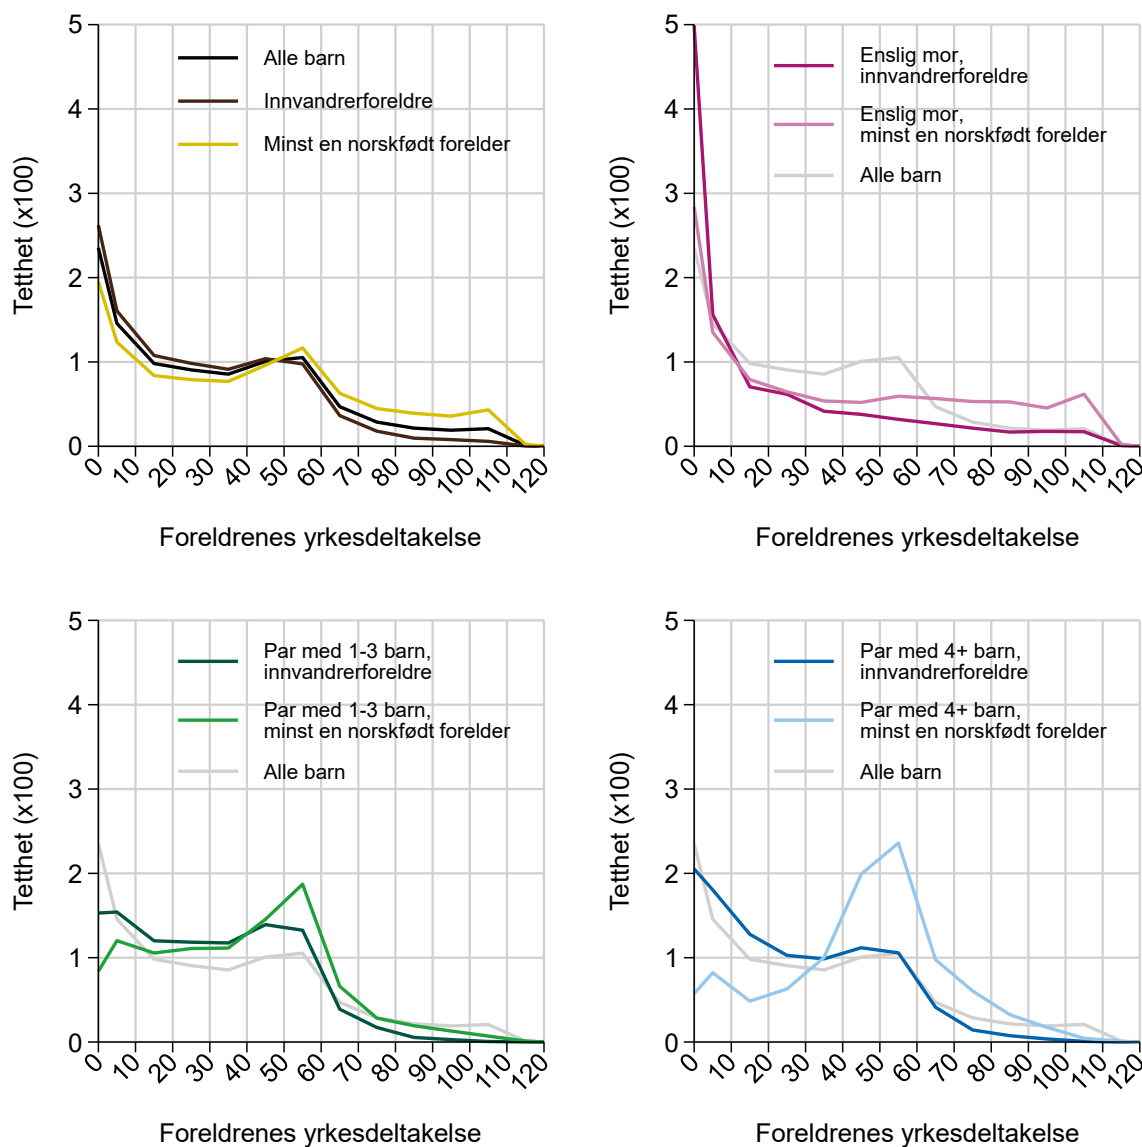 5
4
3
2
1
0
Tetthet (x100)
Alle barn
Innvandrerforeldre
Minst en norskfødt forelder
0 10 20 30 40 50 60 70 80 90 100 110 120
Foreldrenes yrkesdeltakelse
5
4
3
2
1
0
Tetthet (x100)
Enslig mor,
innvandrerforeldre
Enslig mor,
minst en norskfødt forelder
Alle barn
0 10 20 30 40 50 60 70 80 90 100 110 120
Foreldrenes yrkesdeltakelse
5
4
3
2
1
0
Tetthet (x100)
Par med 1-3 barn,
innvandrerforeldre
Par med 1-3 barn,
minst en norskfødt forelder
Alle barn
0 10 20 30 40 50 60 70 80 90 100 110 120
Foreldrenes yrkesdeltakelse
5
4
3
2
1
0
Tetthet (x100)
Par med 4+ barn,
innvandrerforeldre
Par med 4+ barn,
minst en norskfødt forelder
Alle barn
0 10 20 30 40 50 60 70 80 90 100 110 120
Foreldrenes yrkesdeltakelse